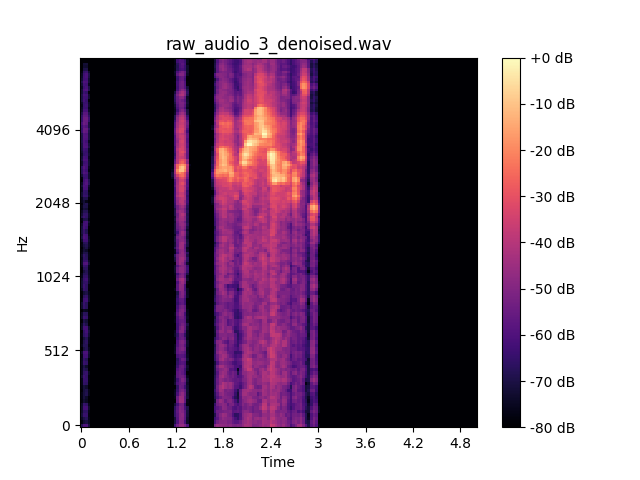 raw_audio_3_denoised.wav
Hz
4096
2048
1024
512
0
0 0.6 1.2 1.8 2.4 3 3.6 4.2 4.8
Time
+0 dB
-10 dB
-20 dB
-30 dB
-40 dB
-50 dB
-60 dB
-70 dB
-80 dB